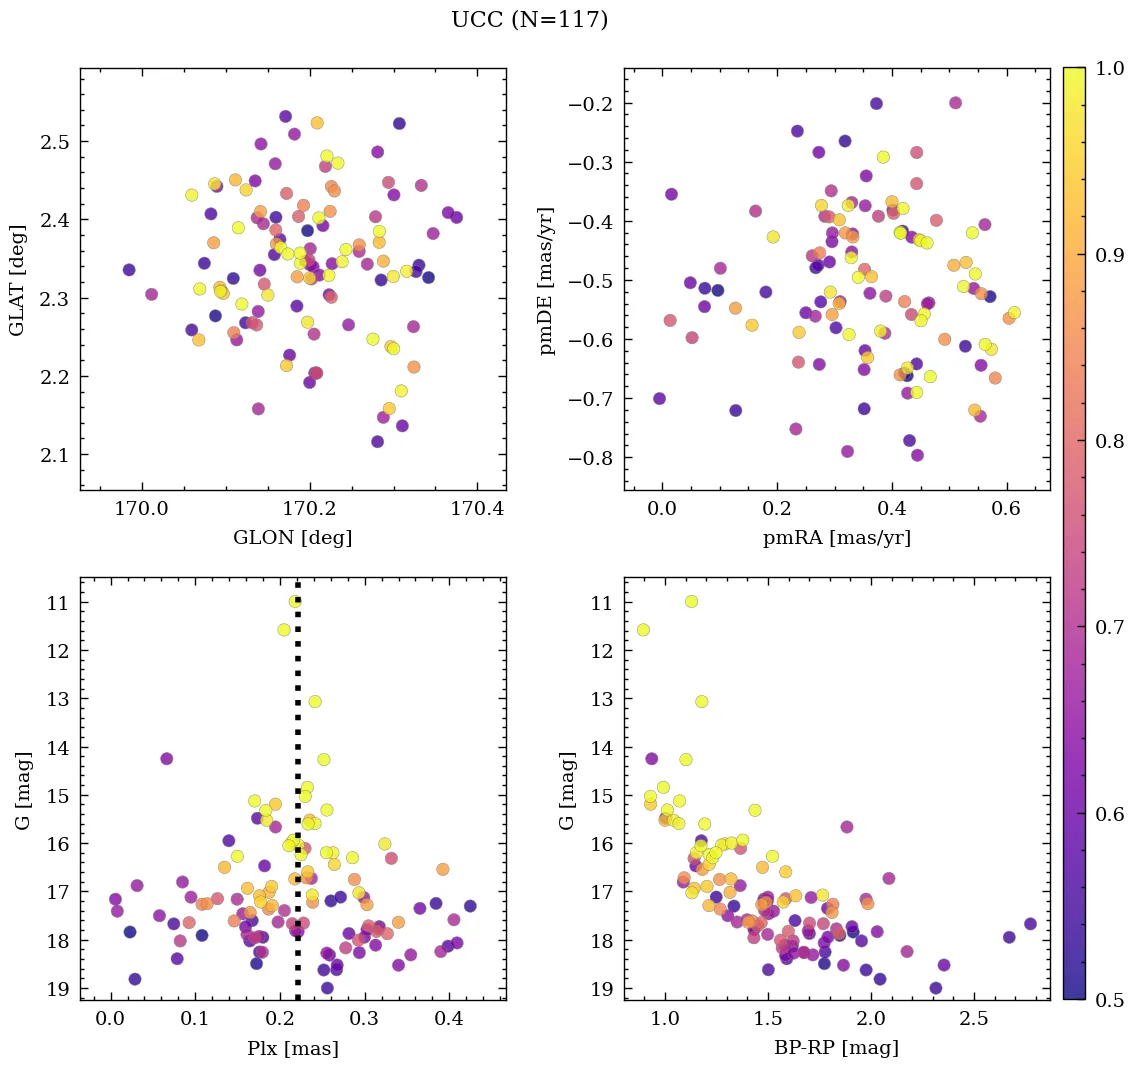 UCC (N=117)
2.5
2.4
2.3
2.2
2.1
GLAT [deg]
170.0 170.2 170.4
GLON [deg]
−0.2
−0.3
−0.4
−0.5
−0.6
−0.7
−0.8
pmDE [mas/yr]
0.0 0.2 0.4 0.6
pmRA [mas/yr]
1.0
0.9
0.8
0.7
0.6
0.5
11
12
13
14
15
16
17
18
19
G [mag]
0.0 0.1 0.2 0.3 0.4
Plx [mas]
11
12
13
14
15
16
17
18
19
G [mag]
1.0 1.5 2.0 2.5
BP-RP [mag]